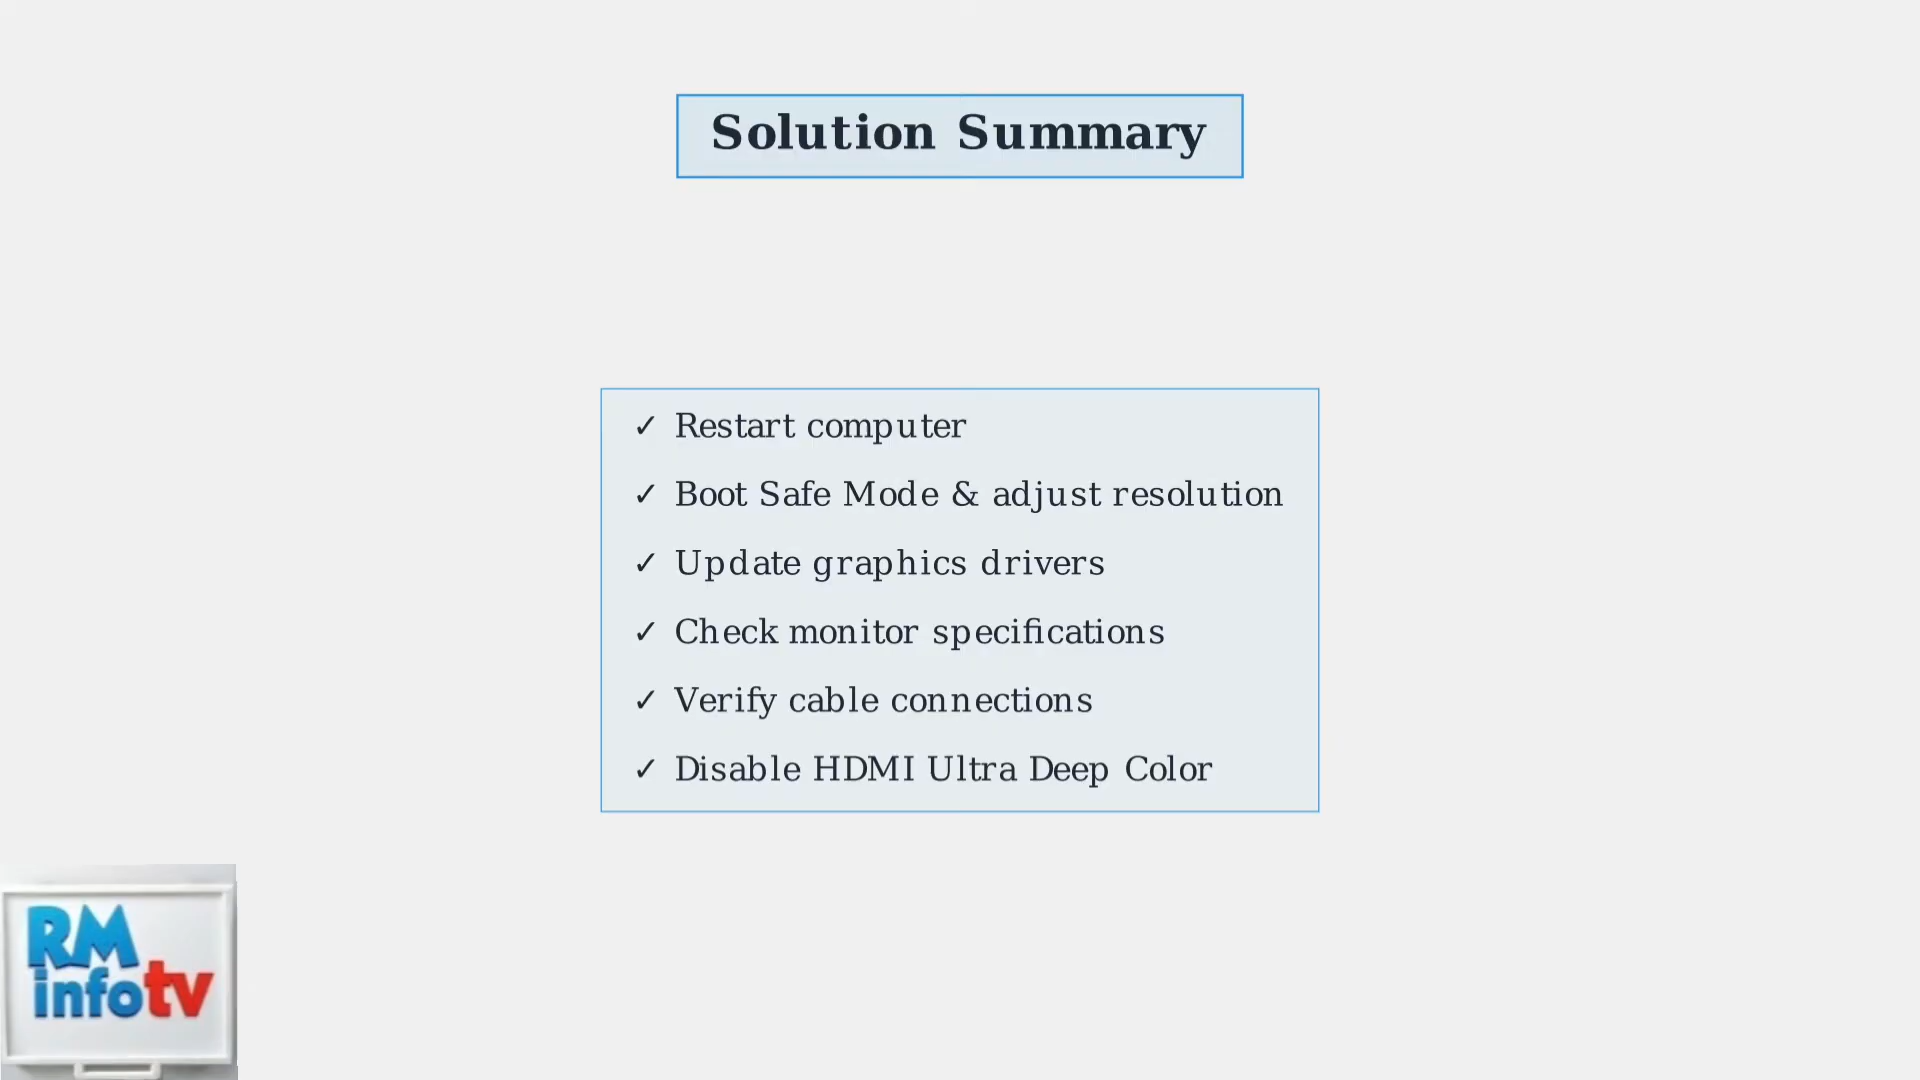 Solution Summary
✓ Restart computer
✓ Boot Safe Mode & adjust resolution
✓ Update graphics drivers
✓ Check monitor specifications
✓ Verify cable connections
✓ Disable HDMI Ultra Deep Color
RM
infotv